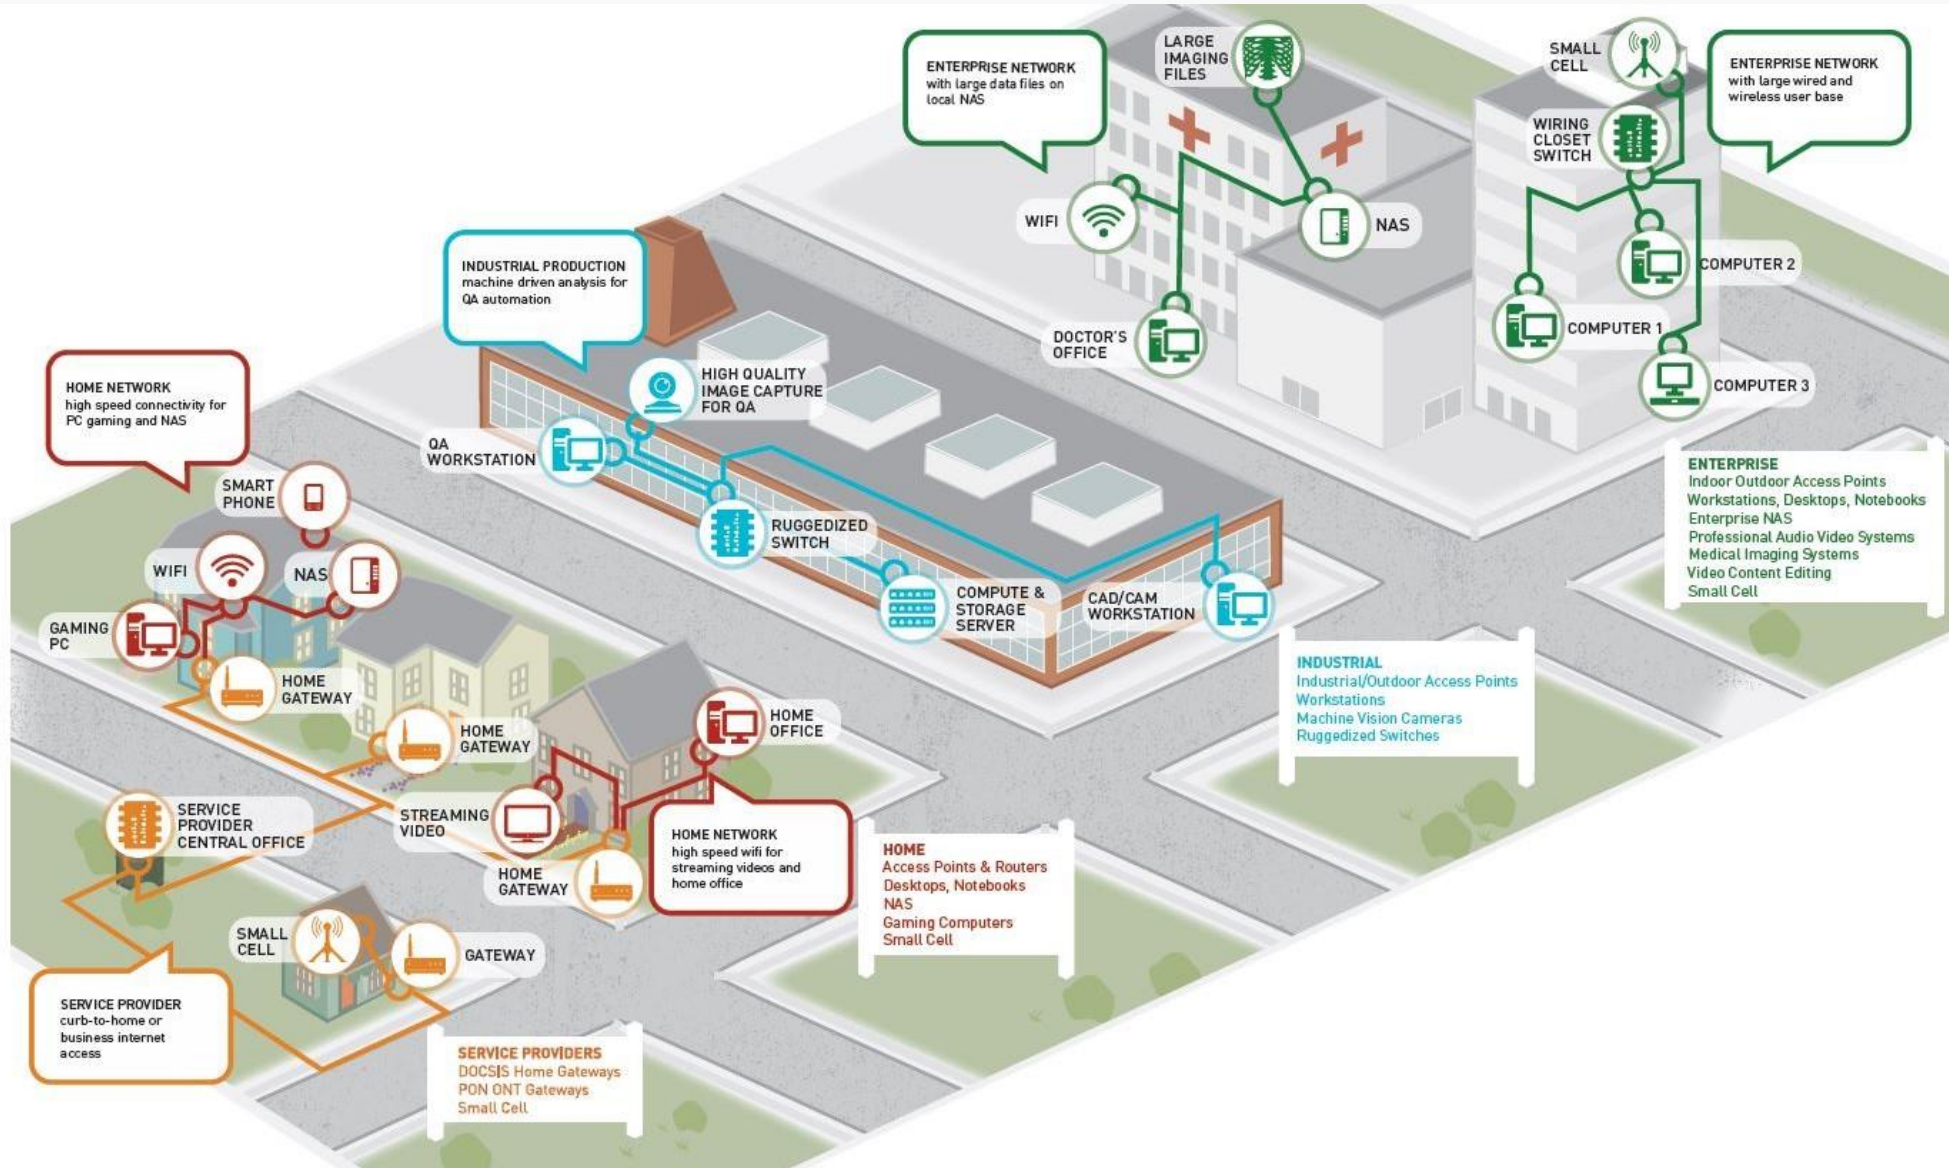 LARGE
IMAGING
FILES
SMALL
CELL
ENTERPRISE NETWORK
with large data files on
local NAS
ENTERPRISE NETWORK
with large wired and
wireless user base
WIRING
CLOSET
SWITCH
WIFI
NAS
COMPUTER 2
COMPUTER 1
DOCTOR'S
OFFICE
COMPUTER 3
INDUSTRIAL PRODUCTION
machine driven analysis for
QA automation
HIGH QUALITY
IMAGE CAPTURE
FOR QA
QA
WORKSTATION
RUGGEDIZED
SWITCH
COMPUTE &
STORAGE
SERVER
CAD/CAM
WORKSTATION
HOME NETWORK
high speed connectivity for
PC gaming and NAS
SMART
PHONE
WIFI
NAS
GAMING
PC
HOME
GATEWAY
HOME
GATEWAY
HOME
OFFICE
STREAMING
VIDEO
HOME
GATEWAY
HOME NETWORK
high speed wifi for
streaming videos and
home office
SERVICE
PROVIDER
CENTRAL OFFICE
SMALL
CELL
GATEWAY
SERVICE PROVIDER
curb-to-home or
business internet
access
ENTERPRISE
Indoor Outdoor Access Points
Workstations, Desktops, Notebooks
Enterprise NAS
Professional Audio Video Systems
Medical Imaging Systems
Video Content Editing
Small Cell
INDUSTRIAL
Industrial/Outdoor Access Points
Workstations
Machine Vision Cameras
Ruggedized Switches
HOME
Access Points & Routers
Desktops, Notebooks
NAS
Gaming Computers
Small Cell
SERVICE PROVIDERS
DOCSIS Home Gateways
PON ONT Gateways
Small Cell